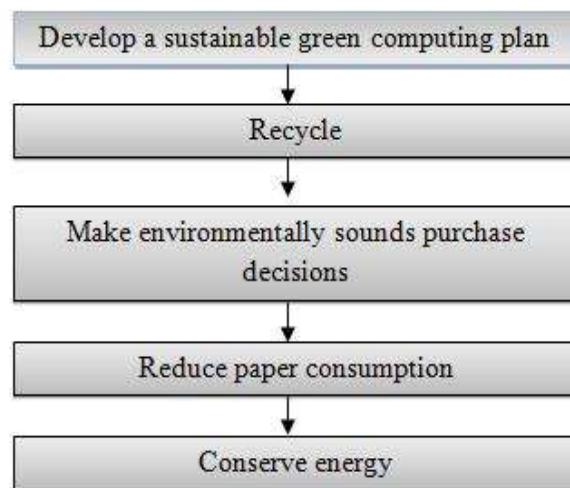 Develop a sustainable green computing plan
Recycle
Make environmentally sounds purchase
decisions
Reduce paper consumption
Conserve energy